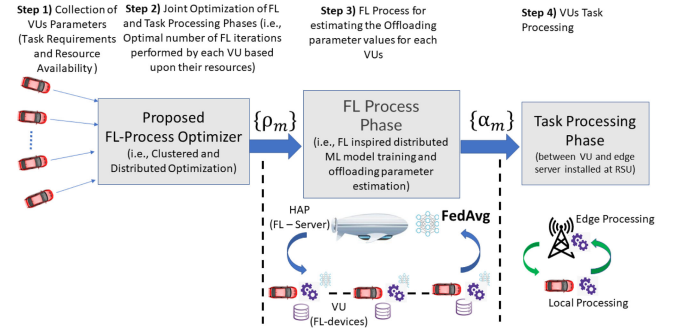 Step 1) Collection of
VUs Parameters
(Task Requirements
and Resource
Availability)
Step 2) Joint Optimization of FL
and Task Processing Phases (i.e.,
Optimal number of FL iterations
performed by each VU based
upon their resources)
Step 3) FL Process for
estimating the Offloading
parameter values for each
VUs
Step 4) VUs Task
Processing
Proposed
FL-Process Optimizer
(i.e., Clustered and
Distributed Optimization)
{ρm}
FL Process
Phase
(i.e., FL inspired distributed
ML model training and
offloading parameter
estimation)
{αm}
Task Processing
Phase
(between VU and edge
server installed at RSU)
HAP
(FL – Server)
FedAvg
VU
(FL-devices)
Edge Processing
Local Processing